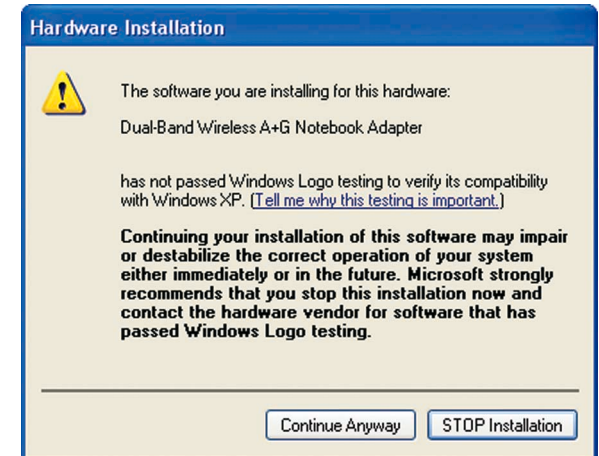 Hardware Installation
The software you are installing for this hardware:
Dual-Band Wireless A+G Notebook Adapter
has not passed Windows Logo testing to verify its compatibility
with Windows XP. (Tell me why this testing is important.)
Continuing your installation of this software may impair
or destabilize the correct operation of your system
either immediately or in the future. Microsoft strongly
recommends that you stop this installation now and
contact the hardware vendor for software that has
passed Windows Logo testing.
Continue Anyway
STOP Installation